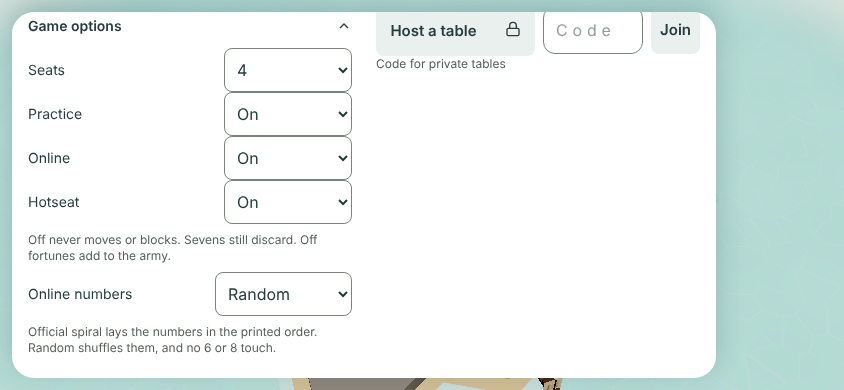 Game options
Seats
4
Practice
On
Online
On
Hotseat
On
Off never moves or blocks. Sevens still discard. Off
fortunes add to the army.
Online numbers
Random
Official spiral lays the numbers in the printed order.
Random shuffles them, and no 6 or 8 touch.
Host a table
Code
Join
Code for private tables